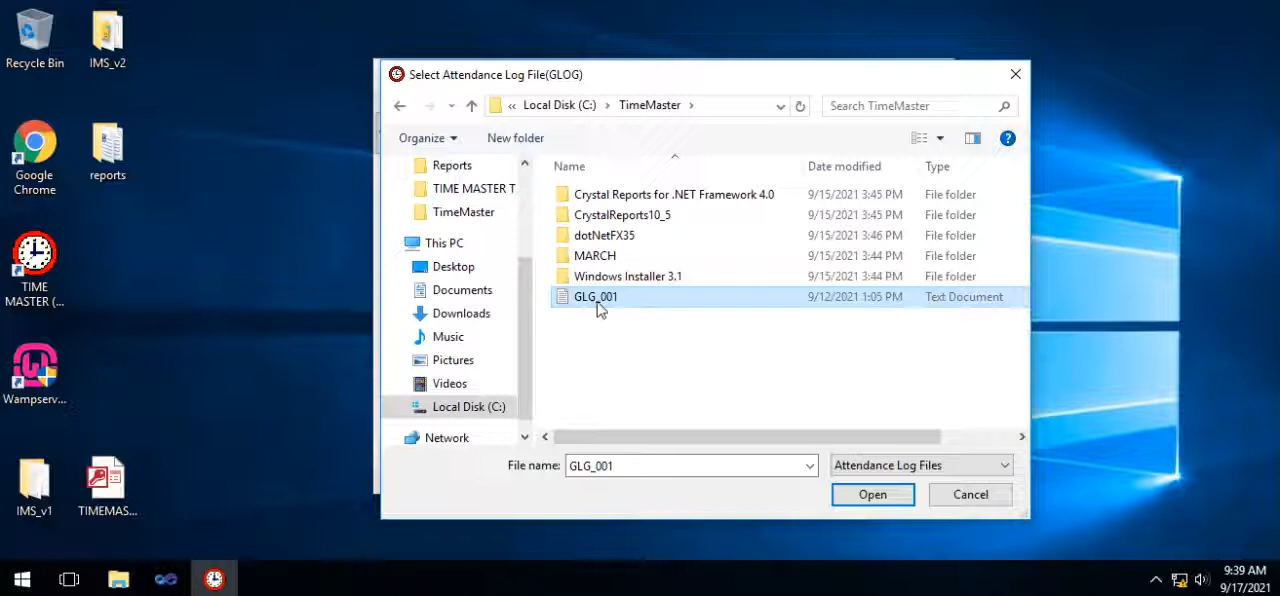 Recycle Bin
IMS_v2
Google
Chrome
reports
TIME
MASTER (...
Wampserv...
IMS_v1
TIMEMAS...
Select Attendance Log File(GLOG)
« Local Disk (C:) › TimeMaster ›
Search TimeMaster
Organize
New folder
Reports
TIME MASTER T
TimeMaster
This PC
Desktop
Documents
Downloads
Music
Pictures
Videos
Local Disk (C:)
Network
Name Date modified Type
Crystal Reports for .NET Framework 4.0 9/15/2021 3:45 PM File folder
CrystalReports10_5 9/15/2021 3:45 PM File folder
dotNetFX35 9/15/2021 3:46 PM File folder
MARCH 9/15/2021 3:44 PM File folder
Windows Installer 3.1 9/15/2021 3:44 PM File folder
GLG_001 9/12/2021 1:05 PM Text Document
File name: GLG_001
Attendance Log Files
Open
Cancel
9:39 AM
9/17/2021